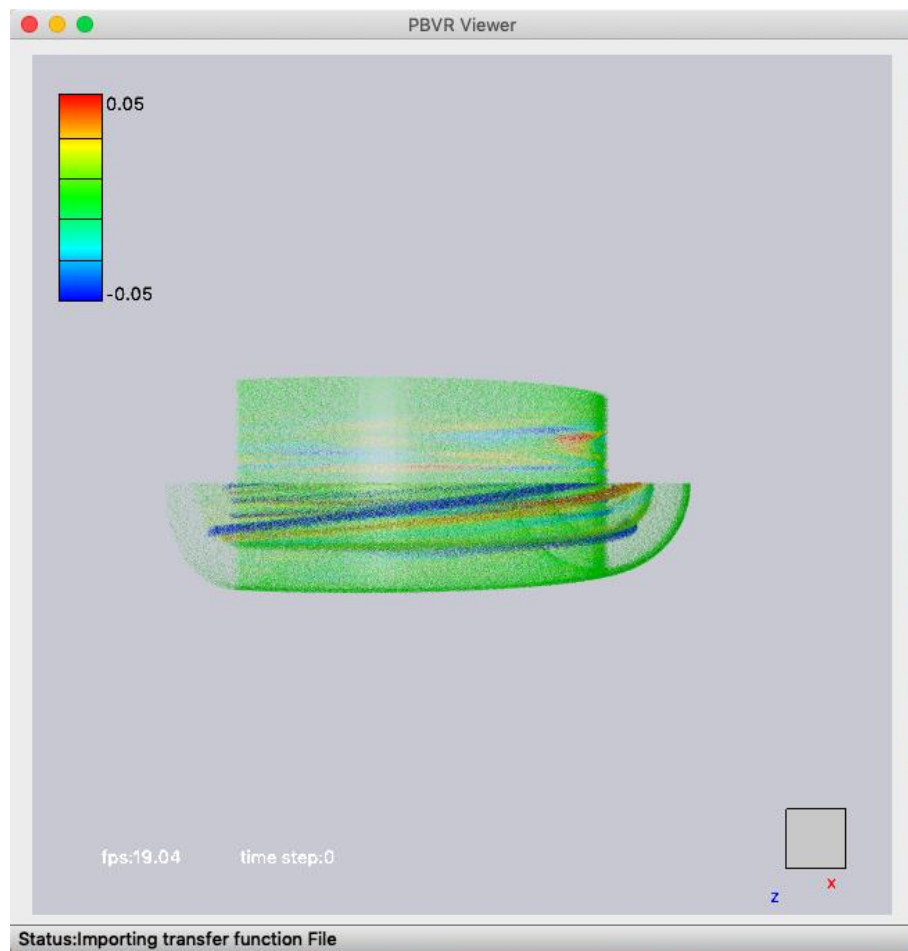 PBVR Viewer
0.05
-0.05
fps:19.04 time step:0
x
z
Status:Importing transfer function File